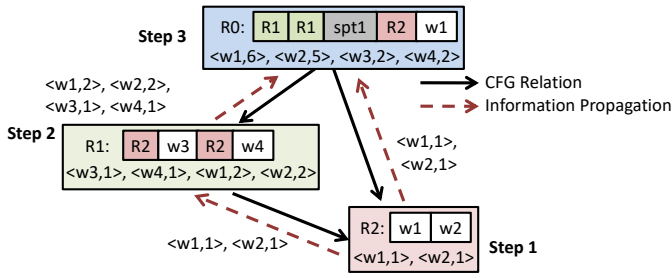 Step 3
R0: R1 R1 spt1 R2 w1
<w1,6>, <w2,5>, <w3,2>, <w4,2>
<w1,2>, <w2,2>,
<w3,1>, <w4,1>
CFG Relation
Information Propagation
Step 2
R1: R2 w3 R2 w4
<w3,1>, <w4,1>, <w1,2>, <w2,2>
<w1,1>,
<w2,1>
<w1,1>, <w2,1>
R2: w1 w2
<w1,1>, <w2,1>
Step 1